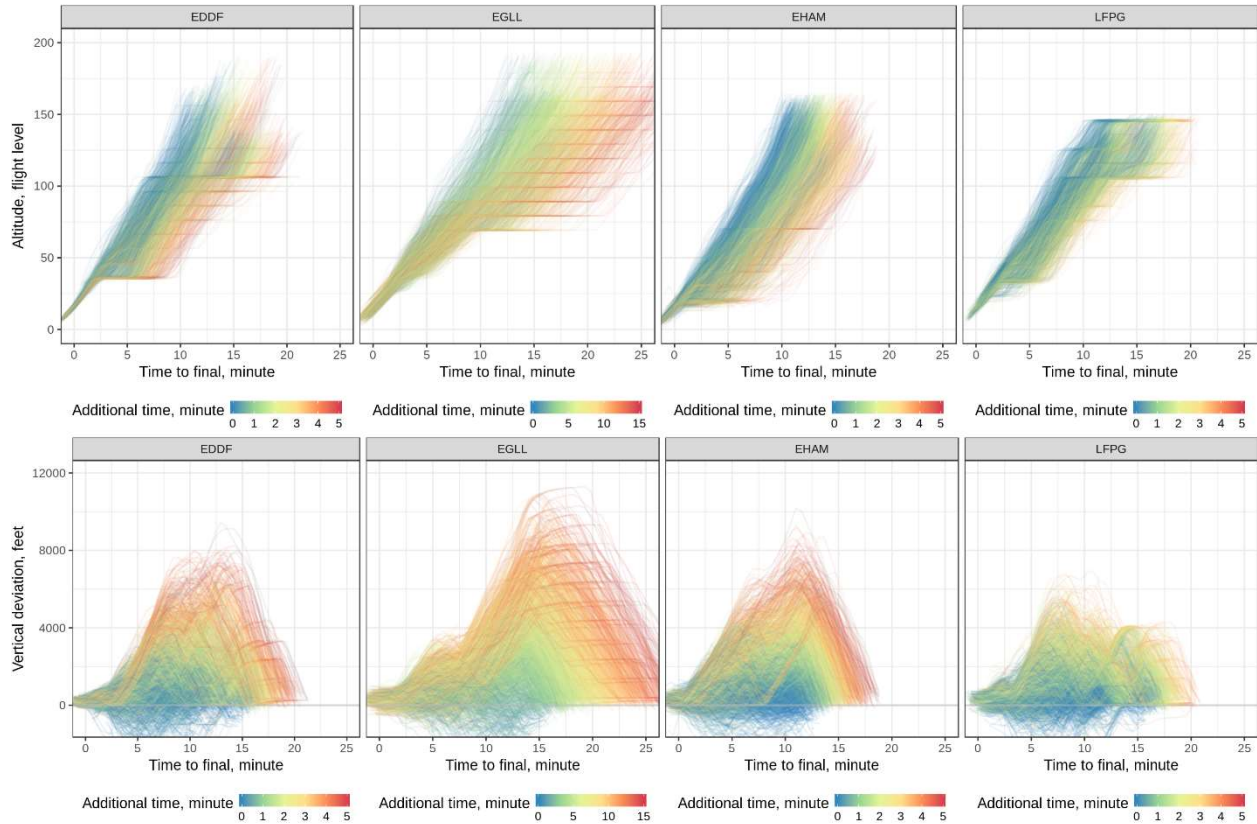 EDDF EGLL EHAM LFPG
Altitude, flight level
200
150
100
50
0
0 5 10 15 20 25 0 5 10 15 20 25 0 5 10 15 20 25 0 5 10 15 20 25
Time to final, minute Time to final, minute Time to final, minute Time to final, minute
Additional time, minute 0 1 2 3 4 5 Additional time, minute 0 5 10 15 Additional time, minute 0 1 2 3 4 5 Additional time, minute 0 1 2 3 4 5
EDDF EGLL EHAM LFPG
Vertical deviation, feet
12000
8000
4000
0
0 5 10 15 20 25 0 5 10 15 20 25 0 5 10 15 20 25 0 5 10 15 20 25
Time to final, minute Time to final, minute Time to final, minute Time to final, minute
Additional time, minute 0 1 2 3 4 5 Additional time, minute 0 5 10 15 Additional time, minute 0 1 2 3 4 5 Additional time, minute 0 1 2 3 4 5